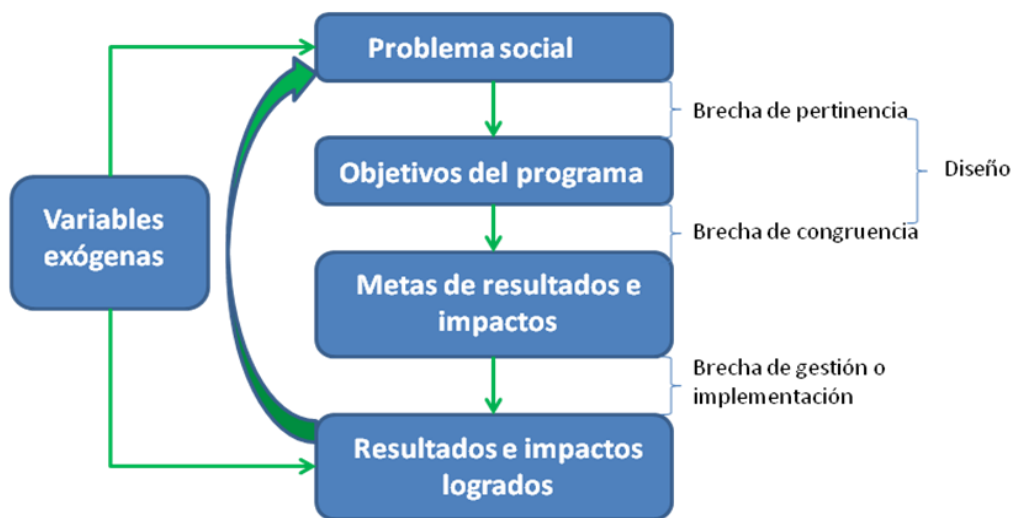 Problema social
Brecha de pertinencia
Objetivos del programa
Diseño
Variables
exógenas
Brecha de congruencia
Metas de resultados e
impactos
Brecha de gestión o
implementación
Resultados e impactos
logrados